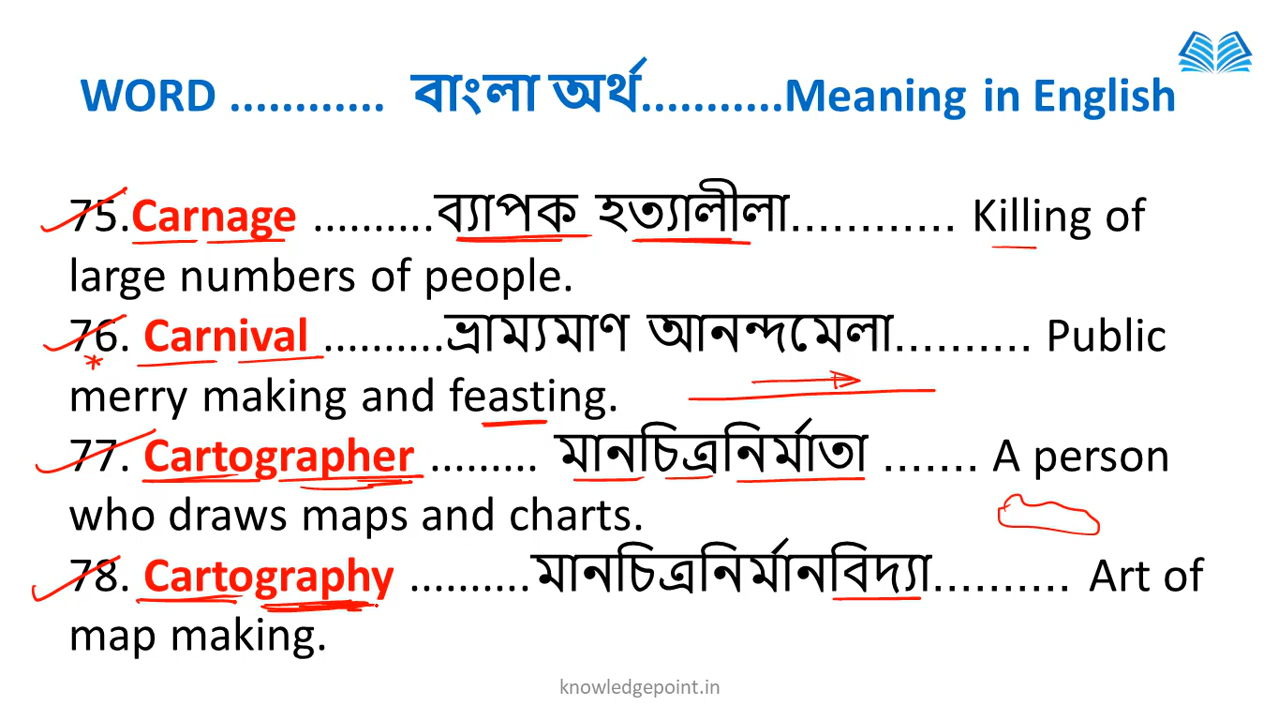 WORD ............ বাংলা অর্থ...........Meaning in English
75.Carnage ..........ব্যাপক হত্যালীলা............. Killing of
large numbers of people.
76. Carnival ..........ভ্রাম্যমাণ আনন্দমেলা.......... Public
merry making and feasting.
77. Cartographer ......... মানচিত্রনির্মাতা ....... A person
who draws maps and charts.
78. Cartography ..........মানচিত্রনির্মানবিদ্যা.......... Art of
map making.
knowledgepoint.in